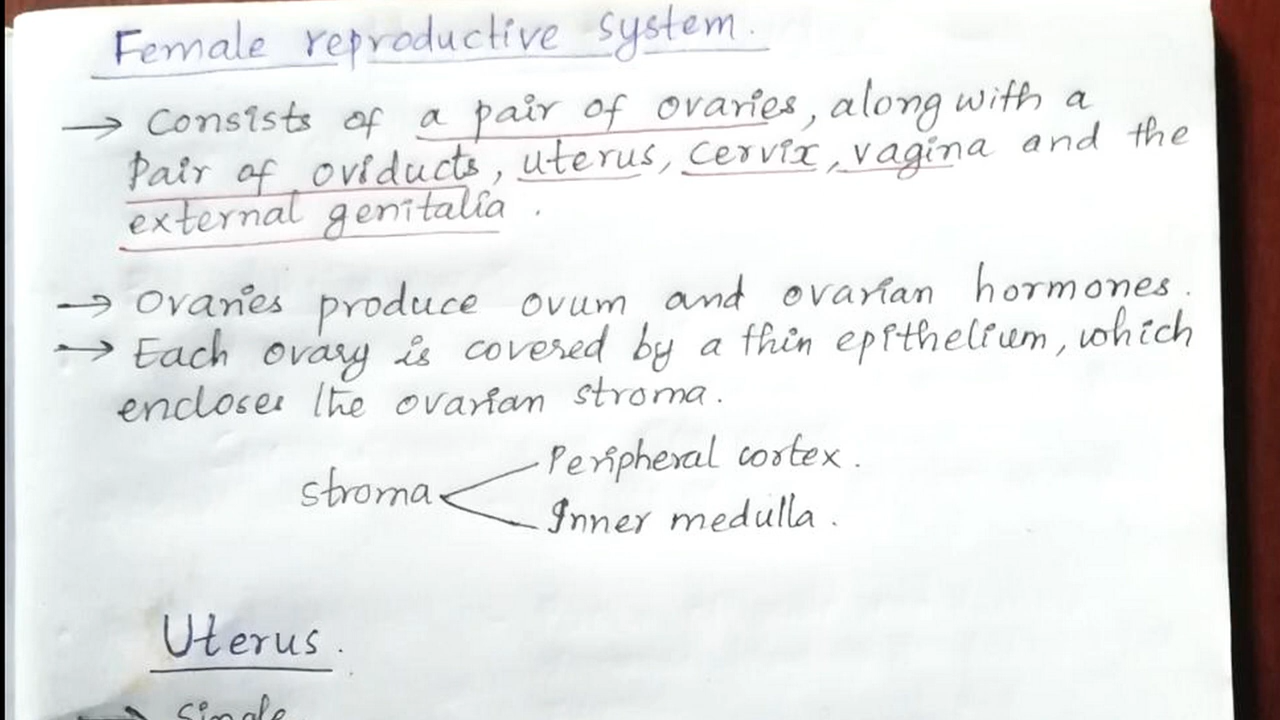 Female reproductive system.
→ Consists of a pair of ovaries, along with a
Pair of oviducts, uterus, cervix, vagina and the
external genitalia.
→ Ovaries produce ovum and ovarian hormones.
→ Each ovary is covered by a thin epithelium, which
encloses the ovarian stroma.
Stroma
Peripheral cortex.
Inner medulla.
Uterus.
→ Single